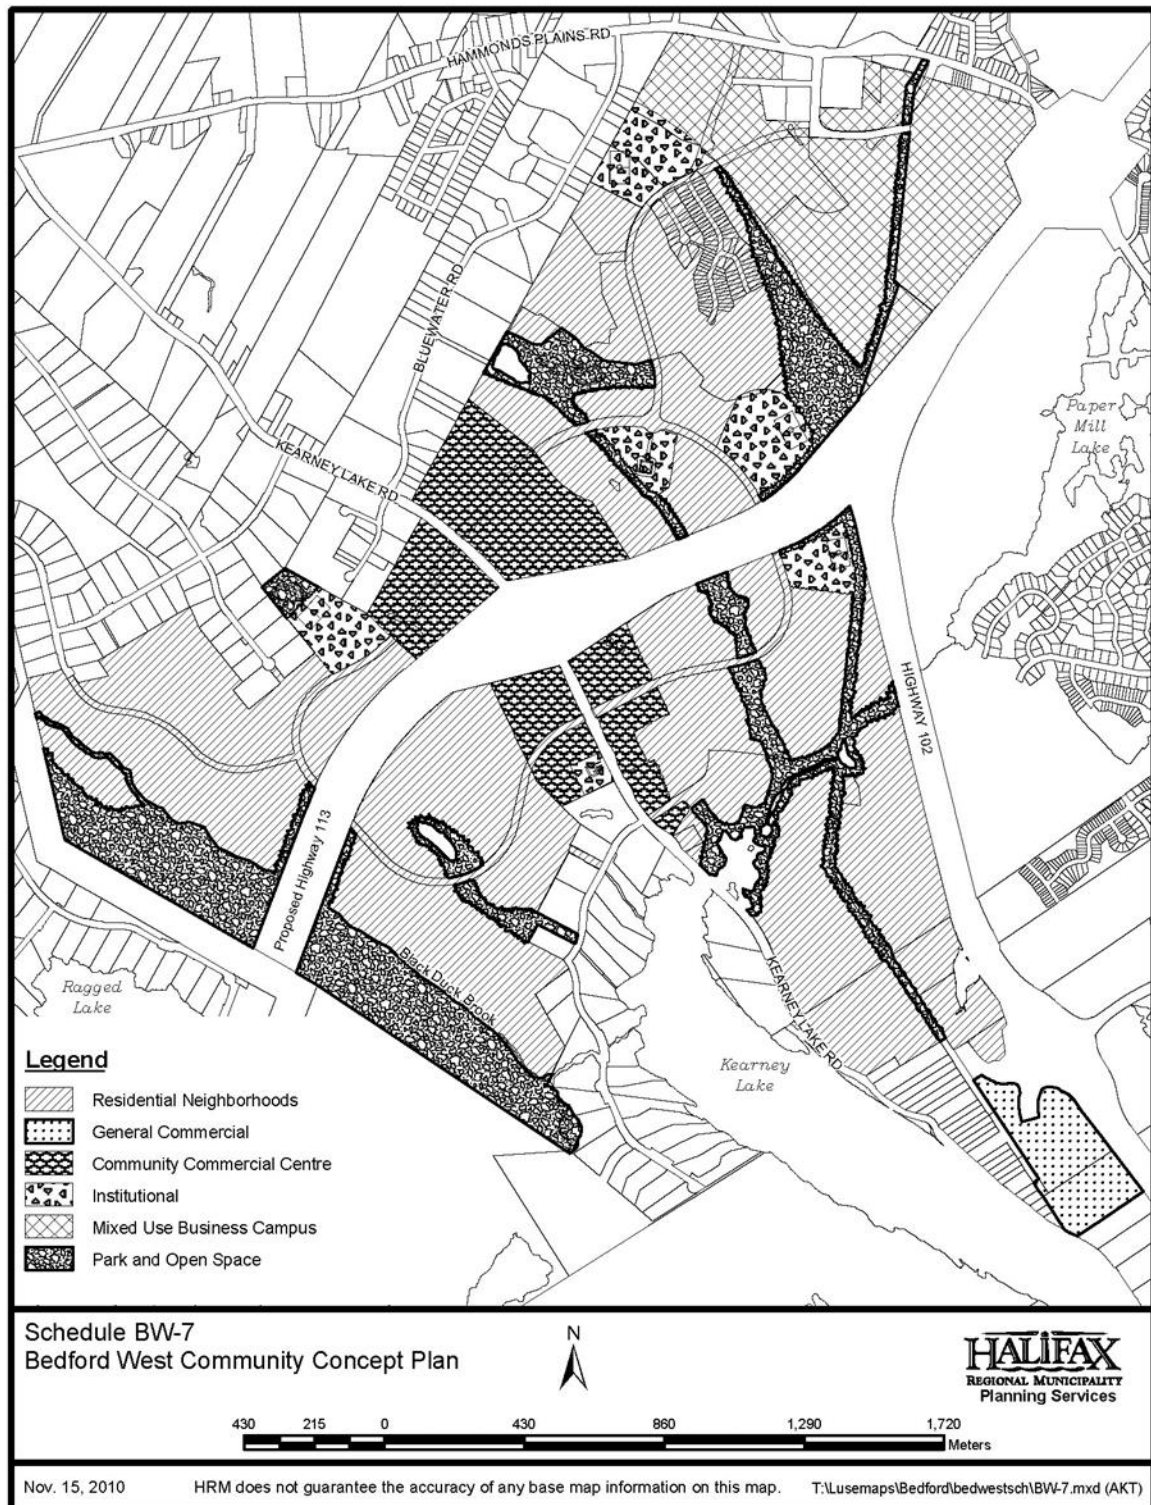 HAMMONDS PLAINS RD
BLUEWATER RD
Paper
Mill
Lake
KEARNEY LAKE RD
HIGHWAY 102
Proposed Highway 113
Black Duck Brook
Ragged
Lake
KEARNEY LAKE RD
Kearney
Lake
Legend
Residential Neighborhoods
General Commercial
Community Commercial Centre
Institutional
Mixed Use Business Campus
Park and Open Space
Schedule BW-7
Bedford West Community Concept Plan
N
HALIFAX
REGIONAL MUNICIPALITY
Planning Services
430 215 0 430 860 1,290 1,720
Meters
Nov. 15, 2010 HRM does not guarantee the accuracy of any base map information on this map. T:\Lusemaps\Bedford\bedwestsch\BW-7.mxd (AKT)